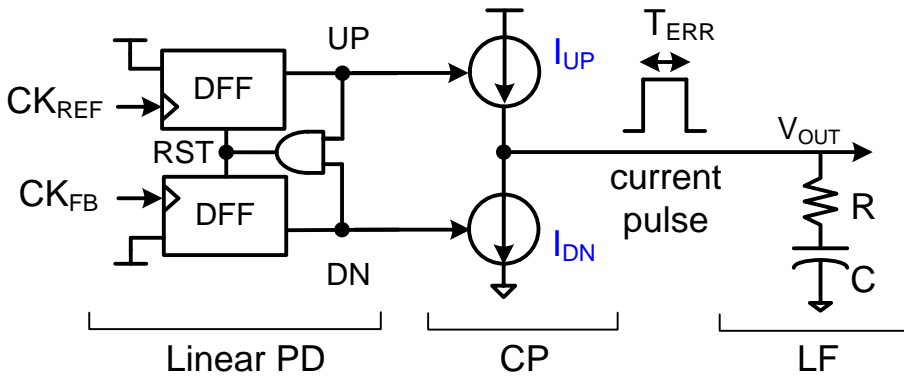 UP
I_UP
T_ERR
DFF
CK_REF
RST
V_OUT
CK_FB
DFF
current
pulse
R
I_DN
DN
C
Linear PD
CP
LF